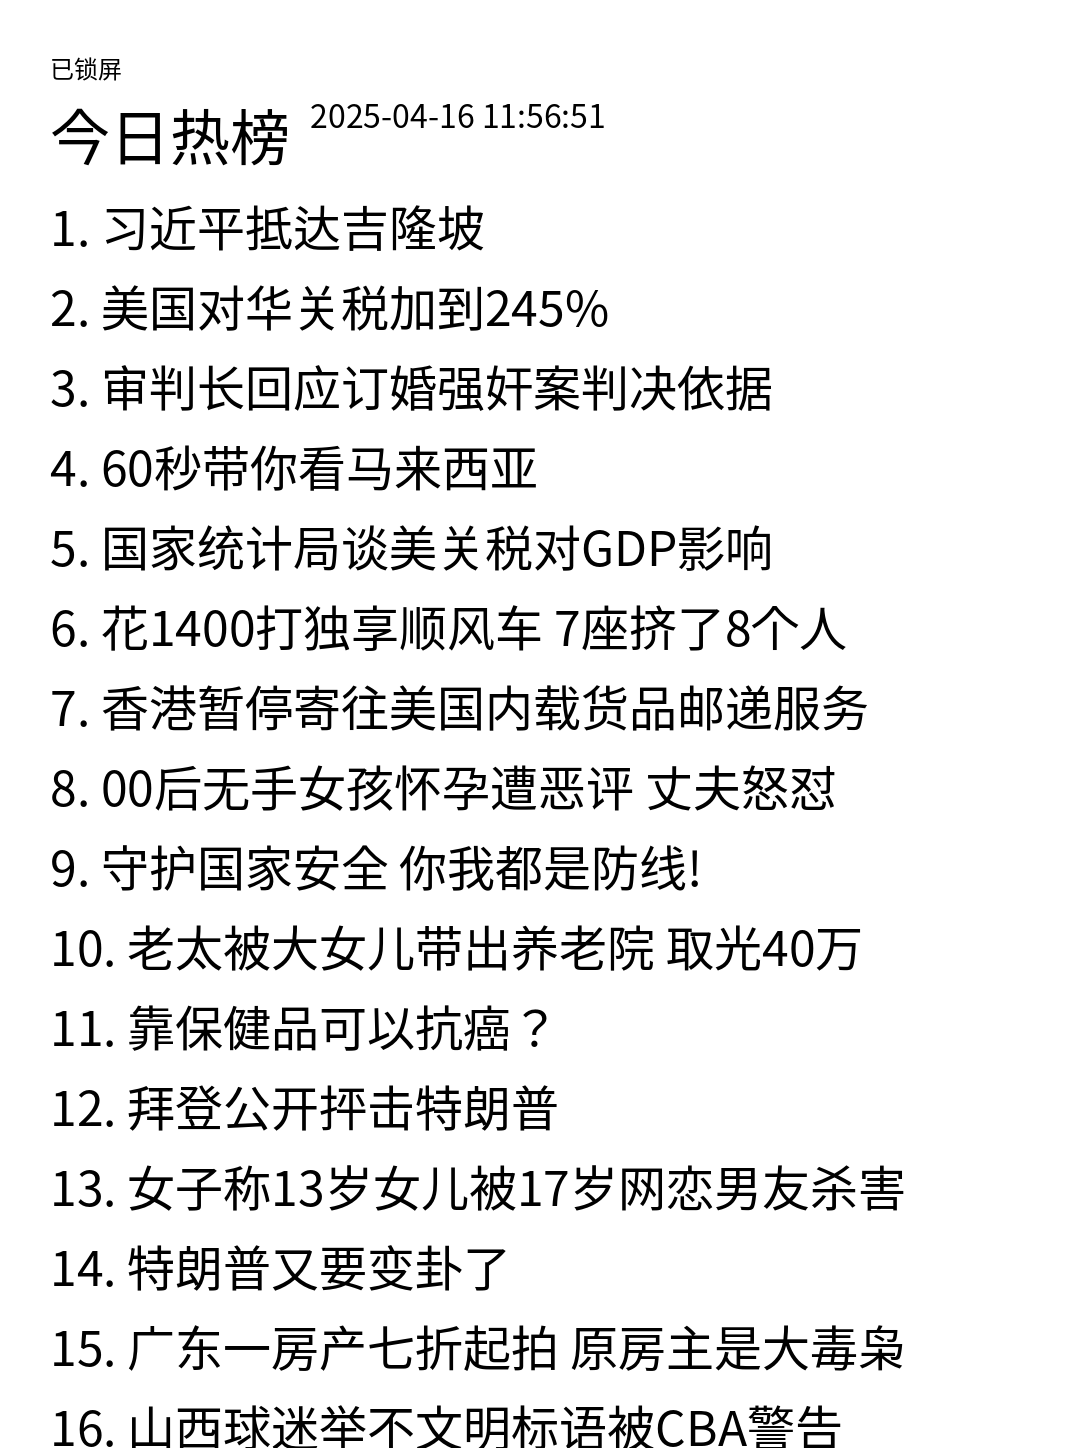 已锁屏
今日热榜 2025-04-16 11:56:51
1. 习近平抵达吉隆坡
2. 美国对华关税加到245%
3. 审判长回应订婚强奸案判决依据
4. 60秒带你看马来西亚
5. 国家统计局谈美关税对GDP影响
6. 花1400打独享顺风车 7座挤了8个人
7. 香港暂停寄往美国内载货品邮递服务
8. 00后无手女孩怀孕遭恶评 丈夫怒怼
9. 守护国家安全 你我都是防线!
10. 老太被大女儿带出养老院 取光40万
11. 靠保健品可以抗癌？
12. 拜登公开抨击特朗普
13. 女子称13岁女儿被17岁网恋男友杀害
14. 特朗普又要变卦了
15. 广东一房产七折起拍 原房主是大毒枭
16. 山西球迷举不文明标语被CBA警告